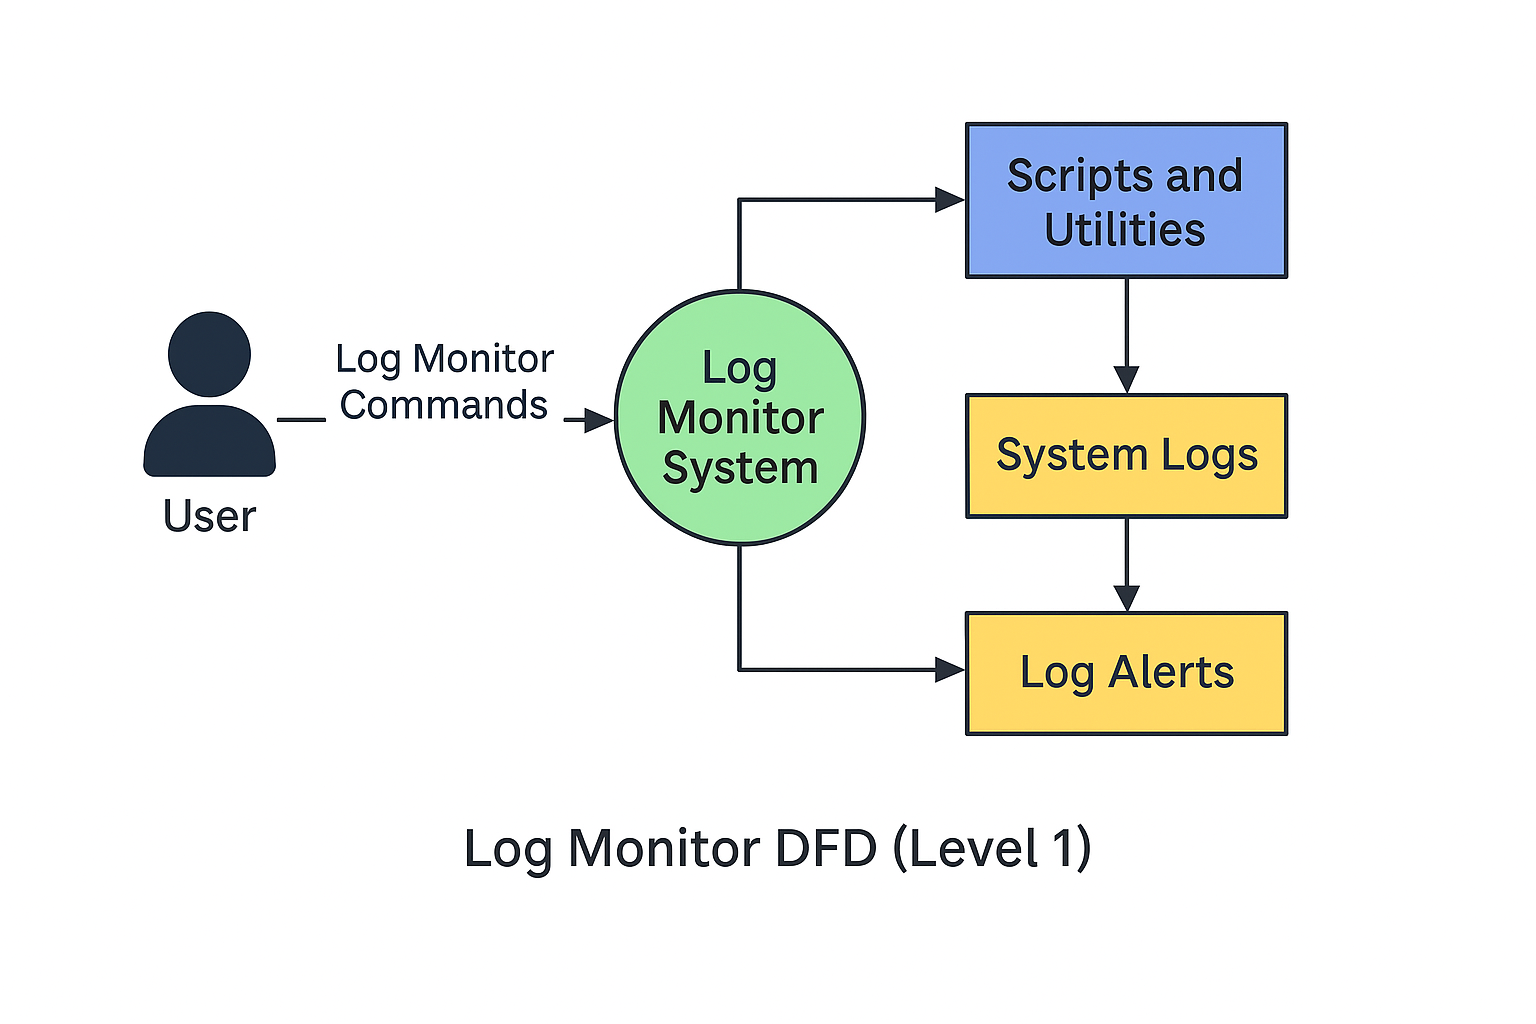 Log Monitor
Commands
User
Log
Monitor
System
Scripts and
Utilities
System Logs
Log Alerts
Log Monitor DFD (Level 1)